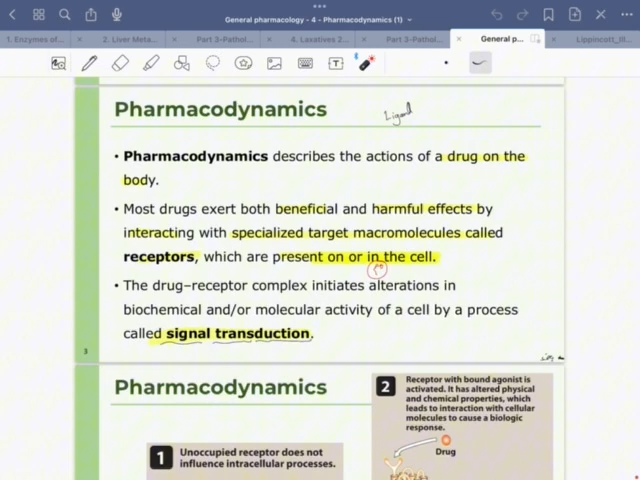 General pharmacology - 4 - Pharmacodynamics (1)
1. Enzymes of...
2. Liver Meta...
Part 3-Pathol...
4. Laxatives 2...
Part 3-Pathol...
General p...
Lippincott_Ill...
Pharmacodynamics
Ligand
• Pharmacodynamics describes the actions of a drug on the
body.
• Most drugs exert both beneficial and harmful effects by
interacting with specialized target macromolecules called
receptors, which are present on or in the cell.
• The drug–receptor complex initiates alterations in
biochemical and/or molecular activity of a cell by a process
called signal transduction.
3
Pharmacodynamics
1 Unoccupied receptor does not
influence intracellular processes.
2 Receptor with bound agonist is
activated. It has altered physical
and chemical properties, which
leads to interaction with cellular
molecules to cause a biologic
response.
Drug